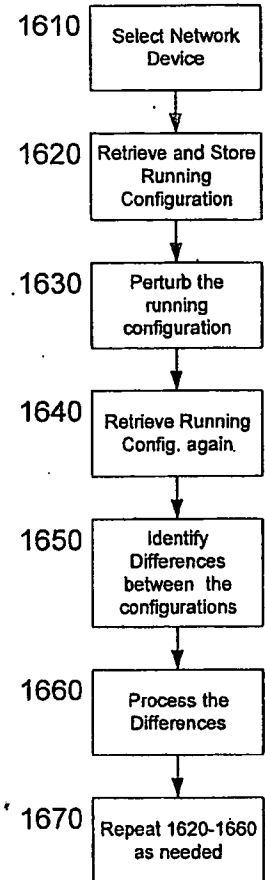 1610
Select Network
Device
1620
Retrieve and Store
Running
Configuration
1630
Perturb the
running
configuration
1640
Retrieve Running
Config. again.
1650
Identify
Differences
between the
configurations
1660
Process the
Differences
1670
Repeat 1620-1660
as needed